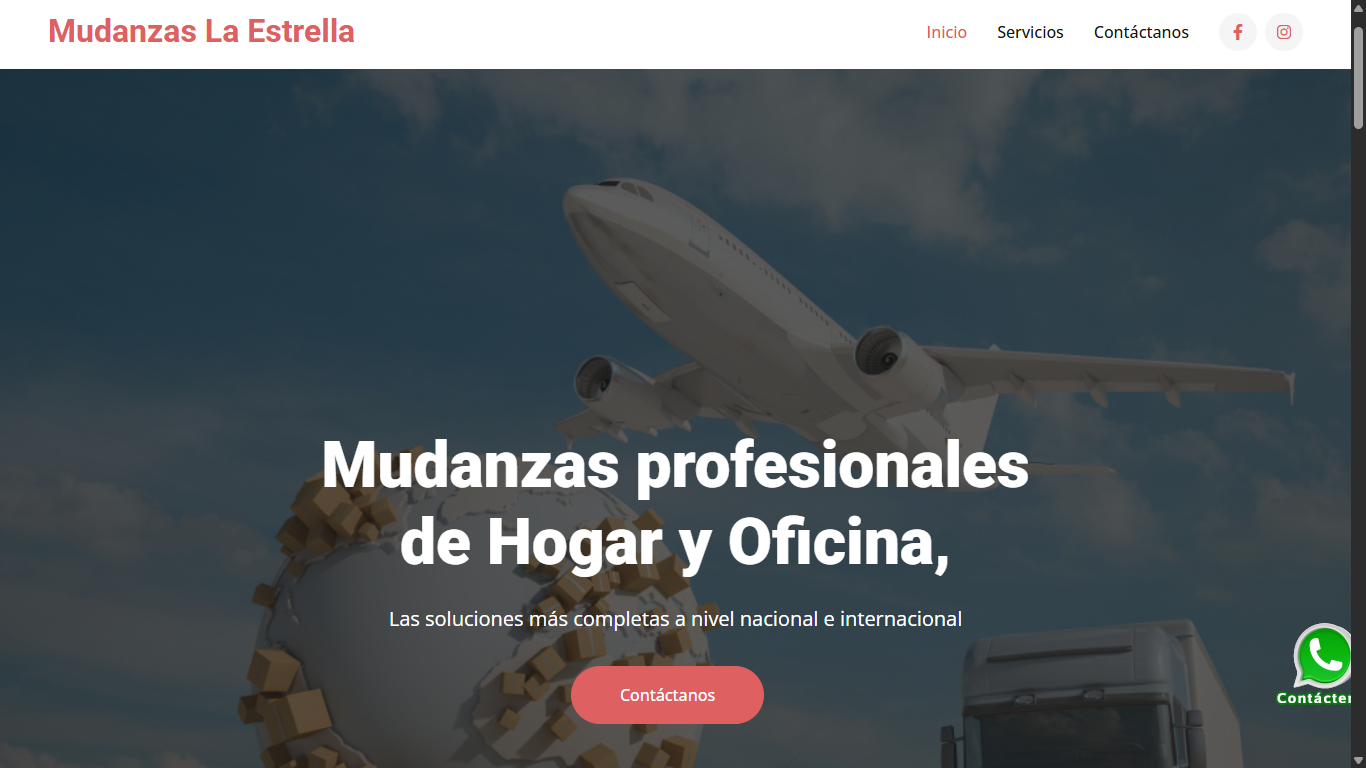 Mudanzas La Estrella
Inicio
Servicios
Contáctanos
Mudanzas profesionales
de Hogar y Oficina,
Las soluciones más completas a nivel nacional e internacional
Contáctanos